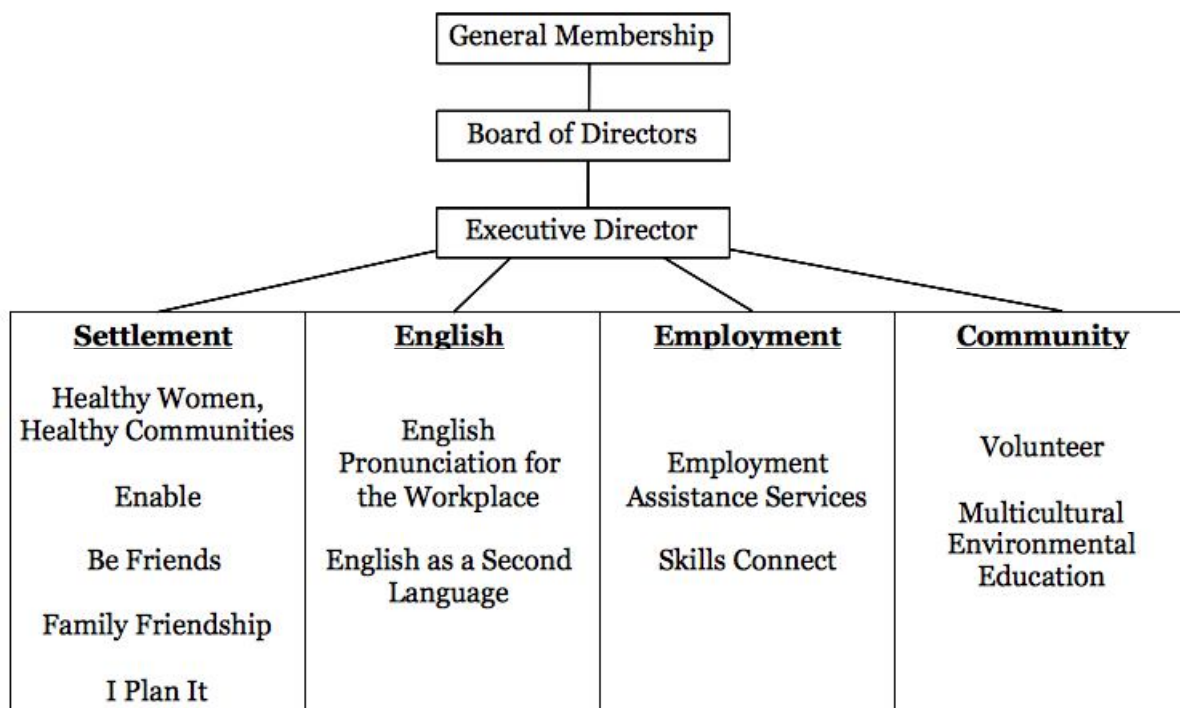 General Membership
Board of Directors
Executive Director
Settlement
Healthy Women,
Healthy Communities
Enable
Be Friends
Family Friendship
I Plan It
English
English
Pronunciation for
the Workplace
English as a Second
Language
Employment
Employment
Assistance Services
Skills Connect
Community
Volunteer
Multicultural
Environmental
Education